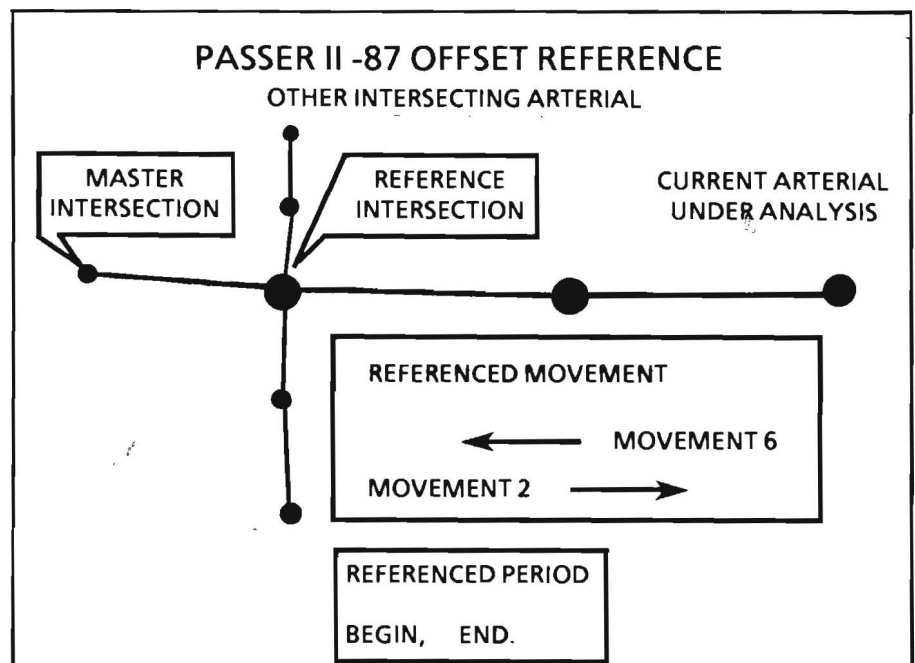 PASSER II -87 OFFSET REFERENCE
OTHER INTERSECTING ARTERIAL
MASTER
INTERSECTION
REFERENCE
INTERSECTION
CURRENT ARTERIAL
UNDER ANALYSIS
REFERENCED MOVEMENT
MOVEMENT 6
MOVEMENT 2
REFERENCED PERIOD
BEGIN, END.